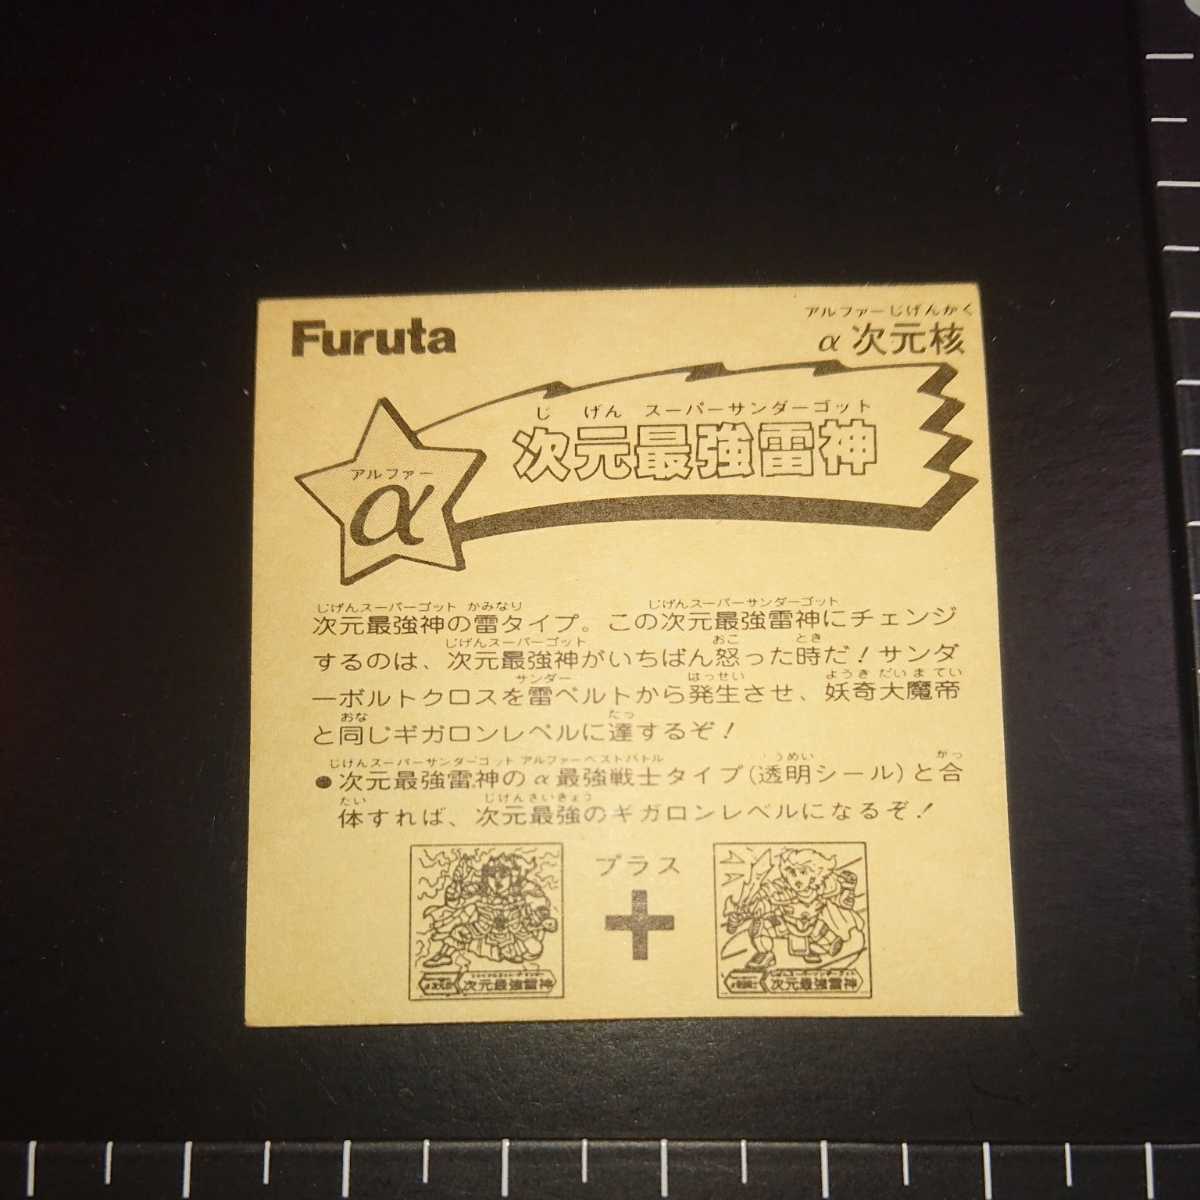 Furuta
アルファーじげんかく
α次元核
じ げん スーパーサンダーゴット
次元最強雷神
アルファー
α
じげんスーパーゴット かみなり じげんスーパーサンダーゴット
次元最強神の雷タイプ。この次元最強雷神にチェンジ
じげんスーパーゴット おこ とき
するのは、次元最強神がいちばん怒った時だ!サンダ
サンダー はっせい ようき だい ま てい
ーボルトクロスを雷ベルトから発生させ、妖奇大魔帝
おな たっ
と同じギガロンレベルに達するぞ!
じげんスーパーサンダーゴット アルファーベストバトル うめい がっ
●次元最強雷神のα最強戦士タイプ(透明シール)と合
たい じげんさいきょう
体すれば、次元最強のギガロンレベルになるぞ!
プラス
+
次元最強雷神
次元最強雷神